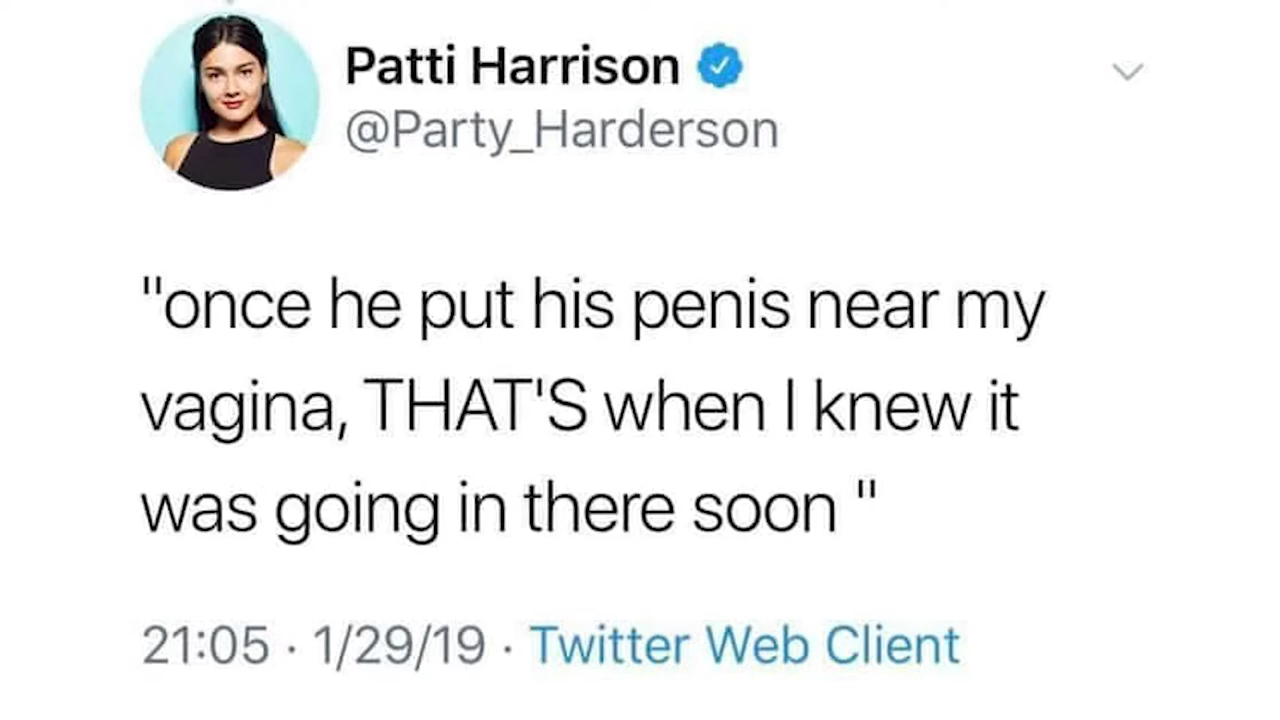 Patti Harrison
@Party_Harderson
"once he put his penis near my
vagina, THAT'S when I knew it
was going in there soon "
21:05 · 1/29/19 · Twitter Web Client